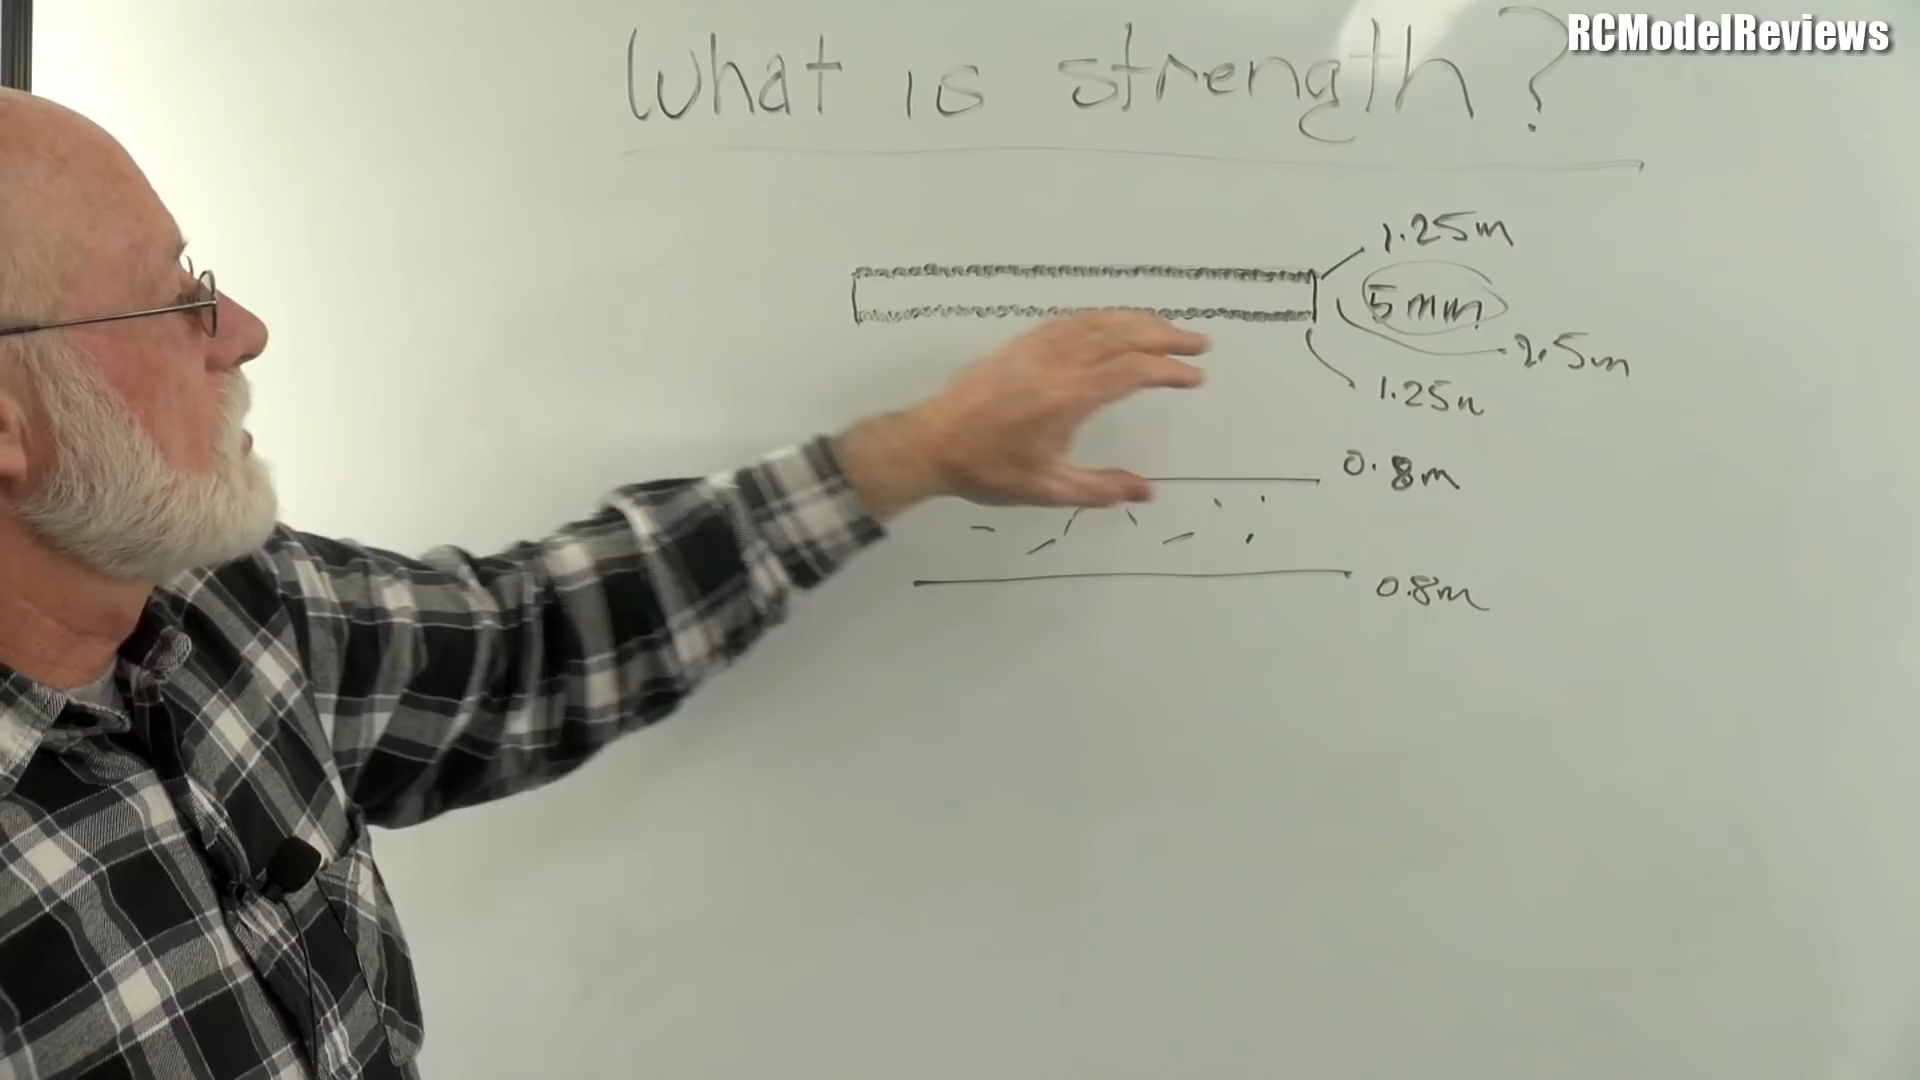 RCModelReviews
What is strength?
1.25m
5mm
2.5m
1.25m
0.8m
0.8m